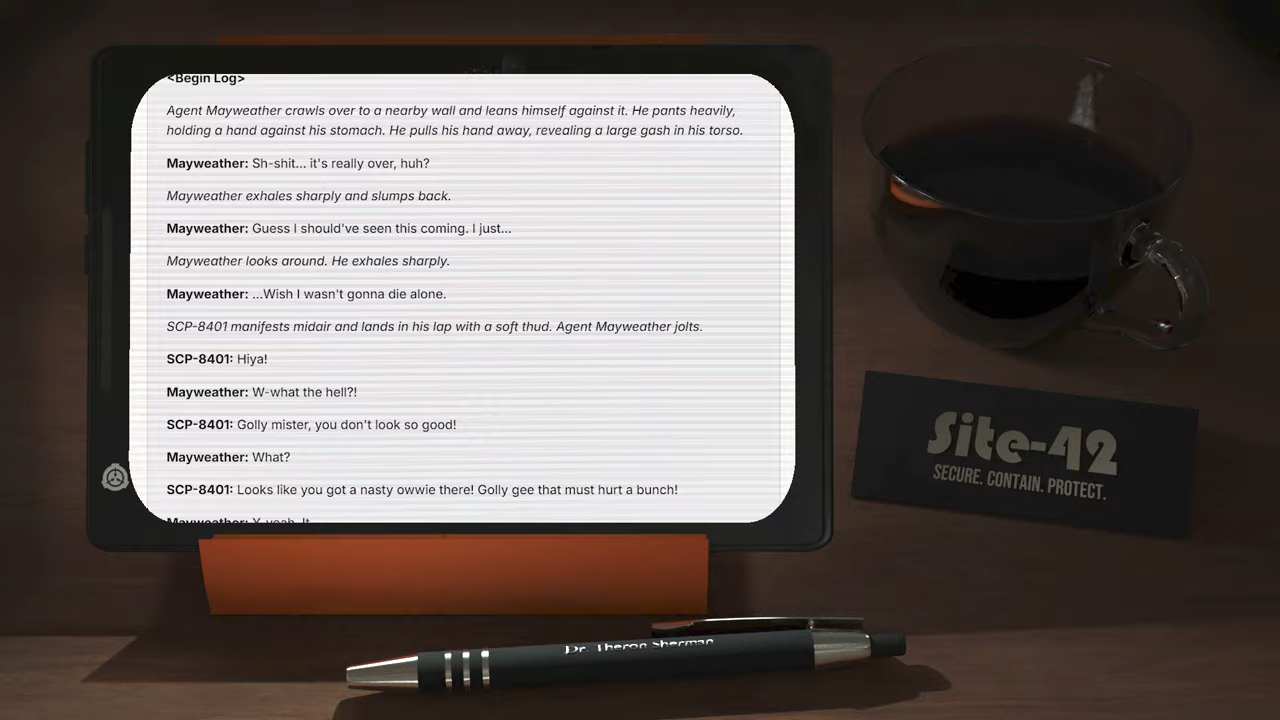 <Begin Log>
Agent Mayweather crawls over to a nearby wall and leans himself against it. He pants heavily,
holding a hand against his stomach. He pulls his hand away, revealing a large gash in his torso.
Mayweather: Sh-shit... it's really over, huh?
Mayweather exhales sharply and slumps back.
Mayweather: Guess I should've seen this coming. I just...
Mayweather looks around. He exhales sharply.
Mayweather: ...Wish I wasn't gonna die alone.
SCP-8401 manifests midair and lands in his lap with a soft thud. Agent Mayweather jolts.
SCP-8401: Hiya!
Mayweather: W-what the hell?!
SCP-8401: Golly mister, you don't look so good!
Mayweather: What?
SCP-8401: Looks like you got a nasty owwie there! Golly gee that must hurt a bunch!
Mayweather: Y-yeah. It
Site-42
SECURE. CONTAIN. PROTECT.
Dr. Theron Sherman